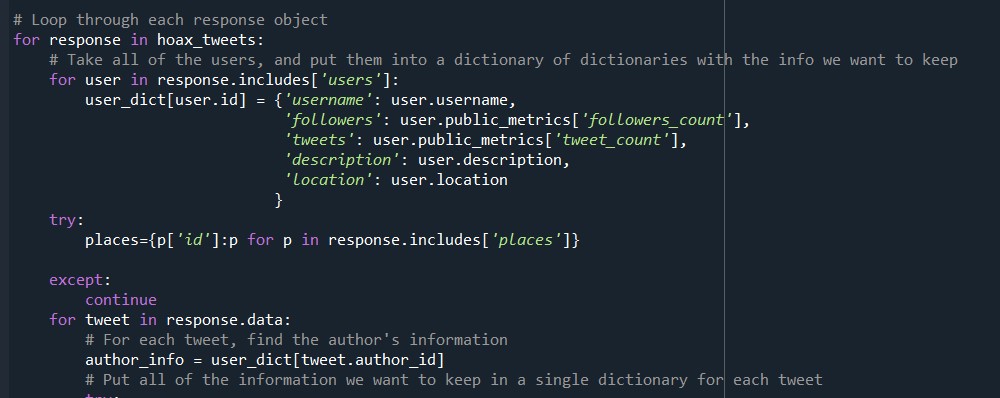 # Loop through each response object
for response in hoax_tweets:
    # Take all of the users, and put them into a dictionary of dictionaries with the info we want to keep
    for user in response.includes['users']:
        user_dict[user.id] = {'username': user.username,
                              'followers': user.public_metrics['followers_count'],
                              'tweets': user.public_metrics['tweet_count'],
                              'description': user.description,
                              'location': user.location
                             }
    try:
        places={p['id']:p for p in response.includes['places']}
    except:
        continue
    for tweet in response.data:
        # For each tweet, find the author's information
        author_info = user_dict[tweet.author_id]
        # Put all of the information we want to keep in a single dictionary for each tweet
        try: